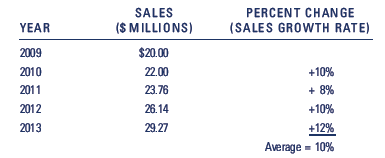 SALES PERCENT CHANGE
YEAR ($ MILLIONS) (SALES GROWTH RATE)
2009 $20.00
2010 22.00 +10%
2011 23.76 + 8%
2012 26.14 +10%
2013 29.27 +12%
Average = 10%